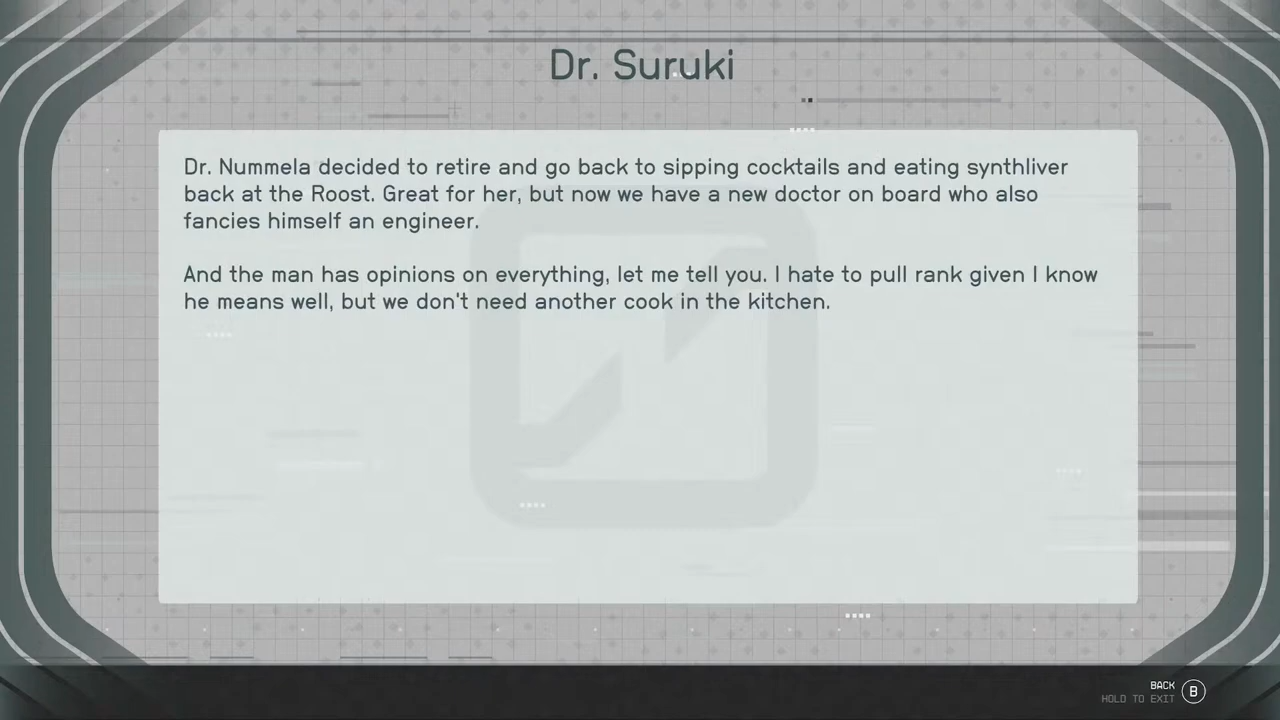 Dr. Suruki
Dr. Nummela decided to retire and go back to sipping cocktails and eating synthliver
back at the Roost. Great for her, but now we have a new doctor on board who also
fancies himself an engineer.
And the man has opinions on everything, let me tell you. I hate to pull rank given I know
he means well, but we don't need another cook in the kitchen.
BACK
HOLD TO EXIT
B